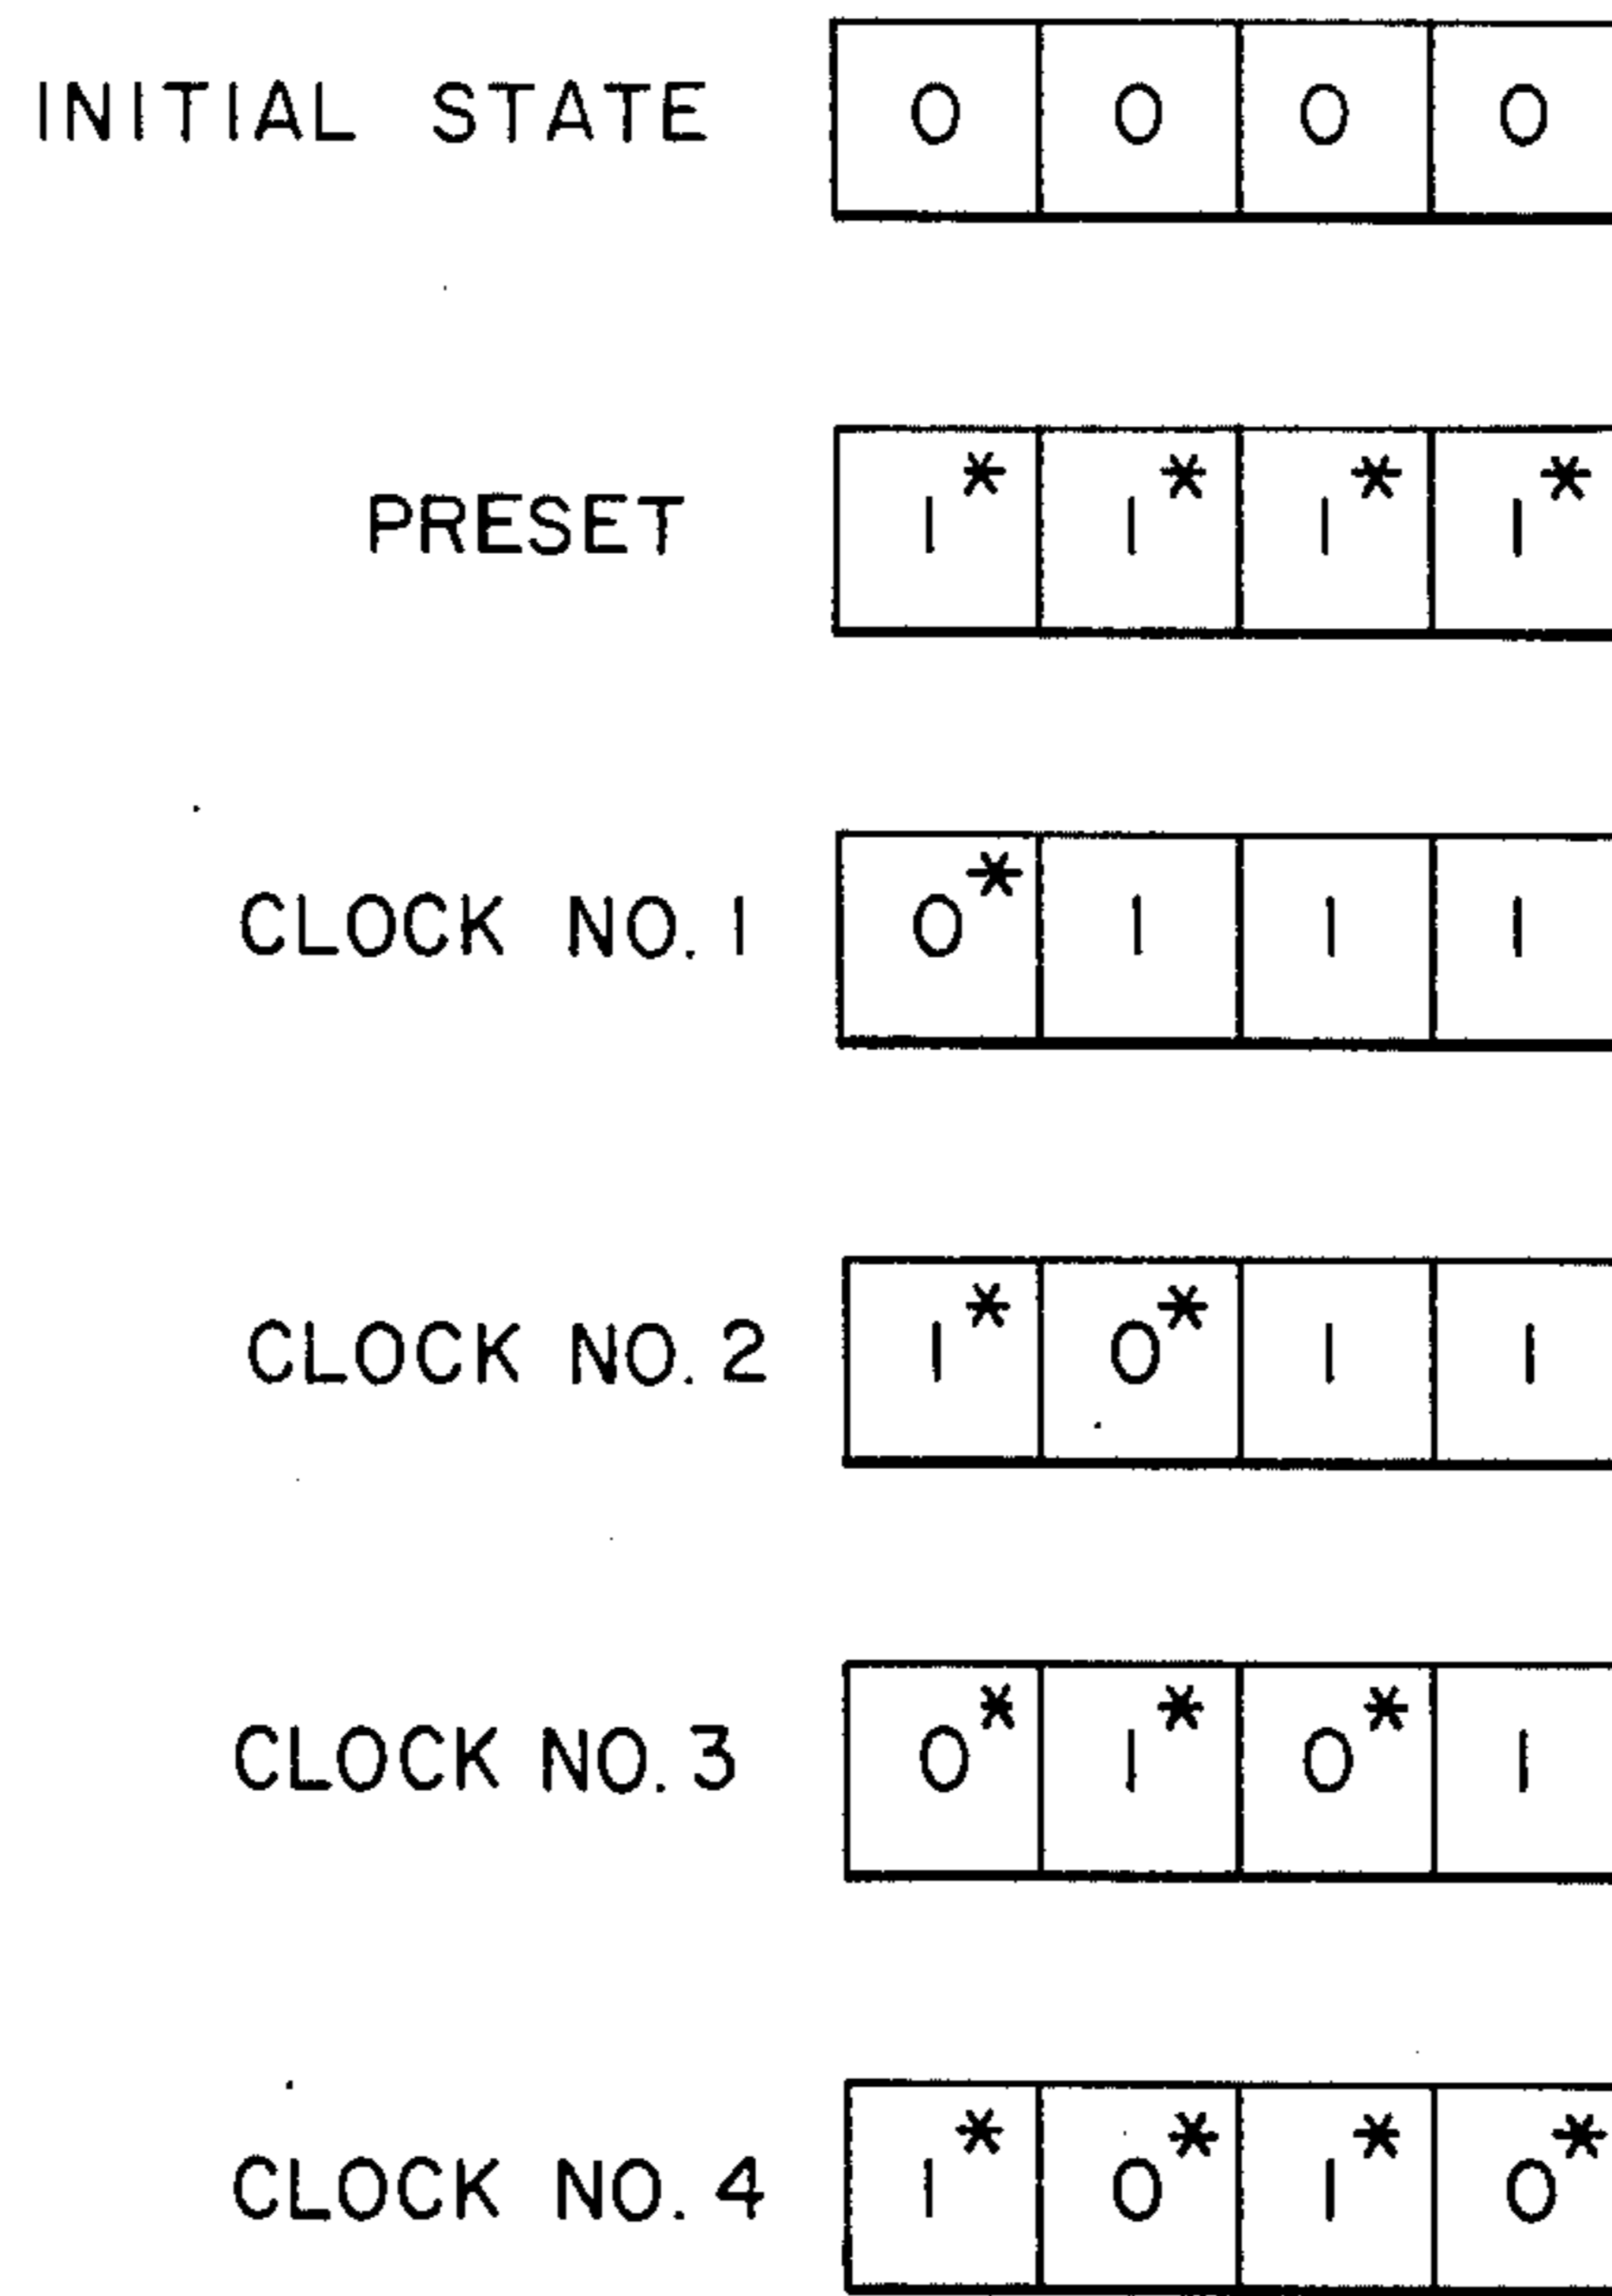 INITIAL STATE 0 0 0 0
PRESET 1* 1* 1* 1*
CLOCK NO. 1 0* 1 1 1
CLOCK NO. 2 1* 0* 1 1
CLOCK NO. 3 0* 1* 0* 1
CLOCK NO. 4 1* 0* 1* 0*